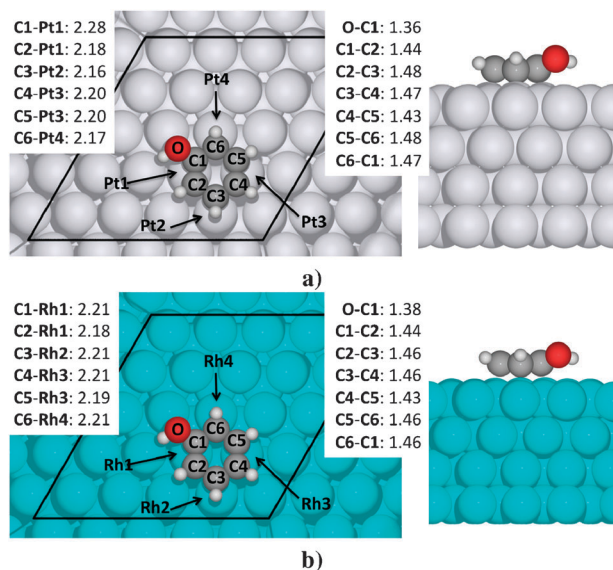 C1-Pt1: 2.28
C2-Pt1: 2.18
C3-Pt2: 2.16
C4-Pt3: 2.20
C5-Pt3: 2.20
C6-Pt4: 2.17
O-C1: 1.36
C1-C2: 1.44
C2-C3: 1.48
C3-C4: 1.47
C4-C5: 1.43
C5-C6: 1.48
C6-C1: 1.47
Pt4
O
C6
C1
C5
Pt1
C2
C4
C3
Pt2
Pt3
a)
C1-Rh1: 2.21
C2-Rh1: 2.18
C3-Rh2: 2.21
C4-Rh3: 2.21
C5-Rh3: 2.19
C6-Rh4: 2.21
O-C1: 1.38
C1-C2: 1.44
C2-C3: 1.46
C3-C4: 1.46
C4-C5: 1.43
C5-C6: 1.46
C6-C1: 1.46
Rh4
O
C6
C1
C5
Rh1
C2
C4
C3
Rh2
Rh3
b)